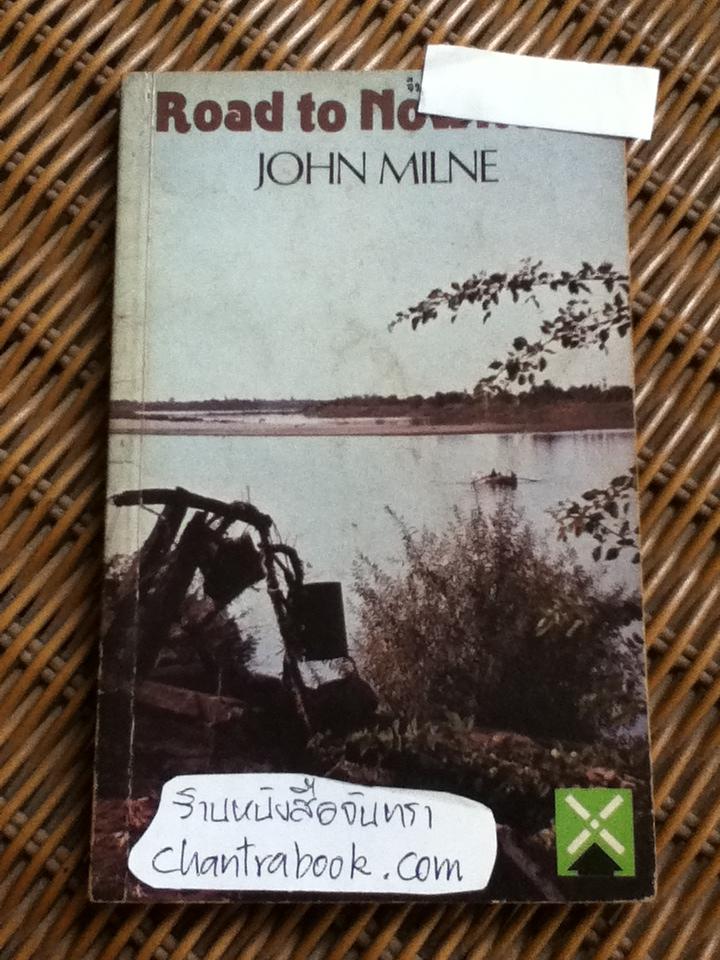 Road to
JOHN MILNE
ร้านหนังสือจันทรา
chantrabook.com